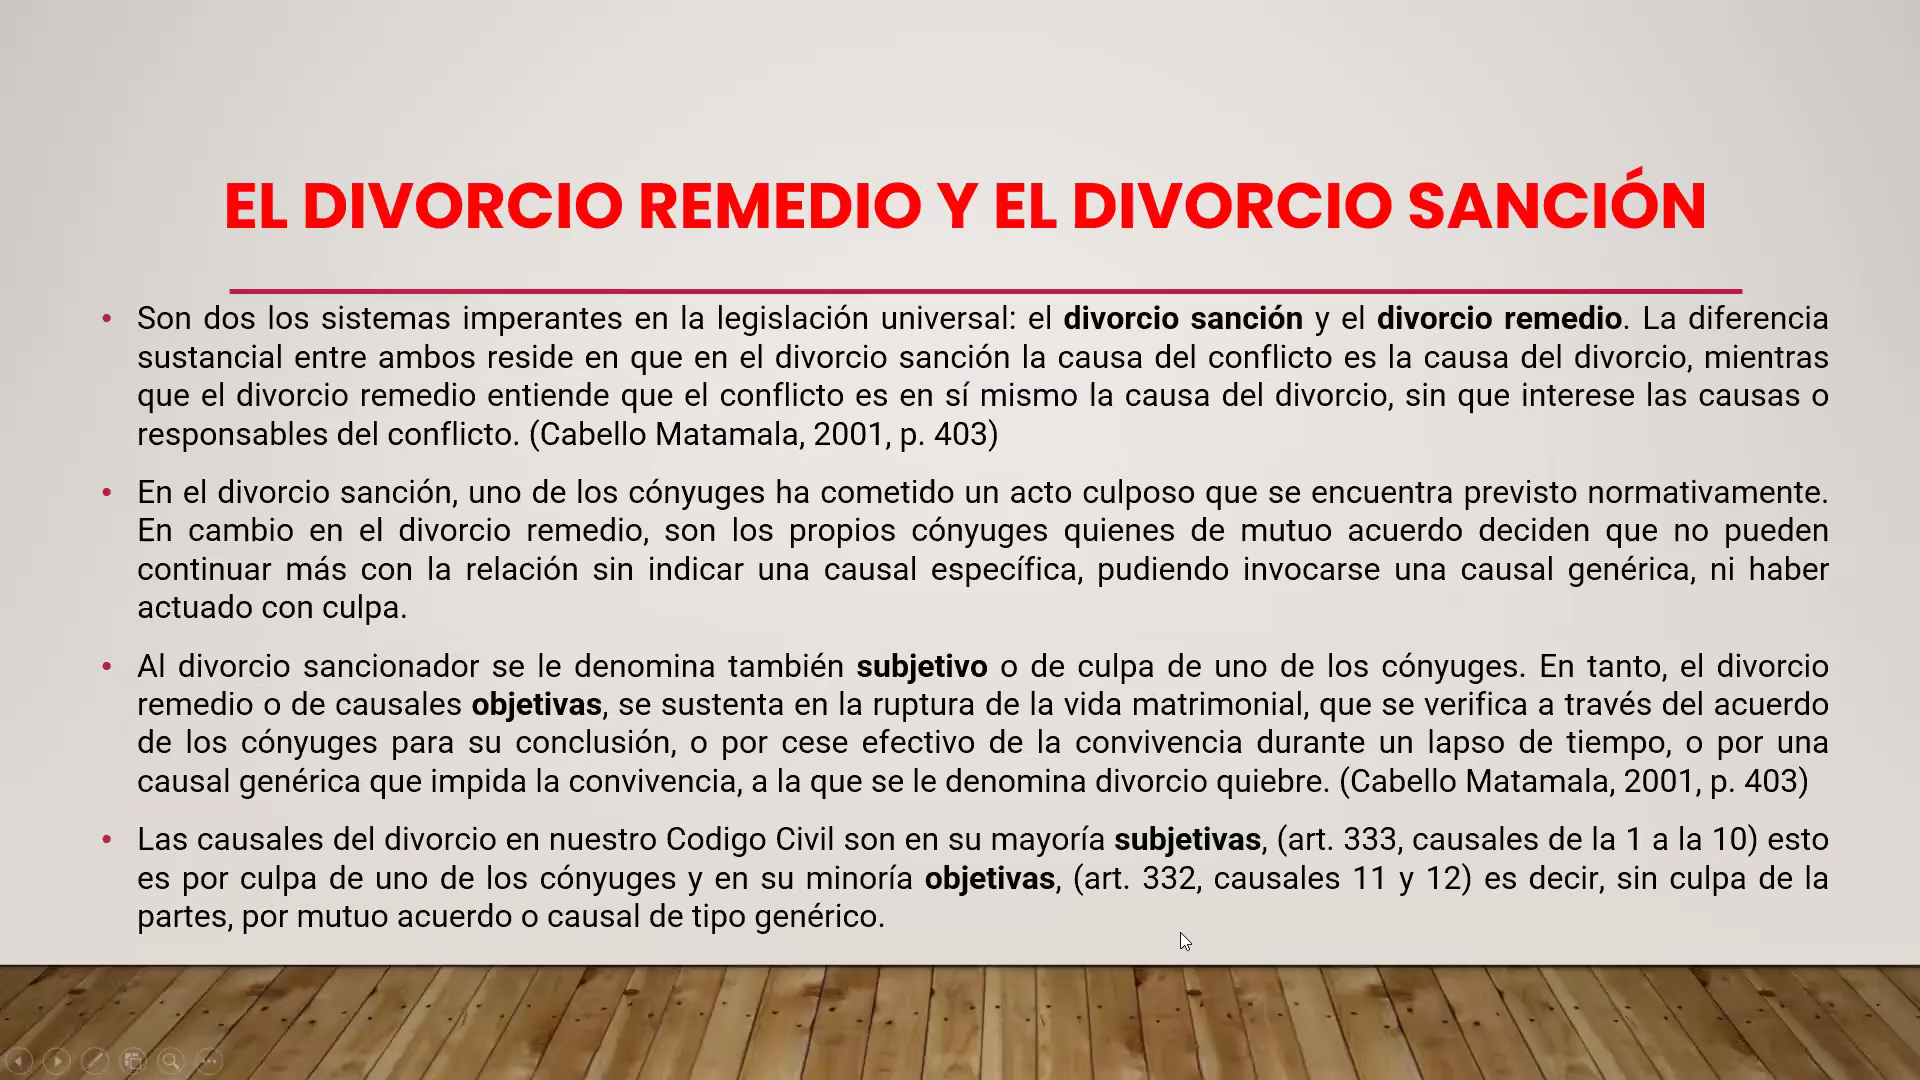 EL DIVORCIO REMEDIO Y EL DIVORCIO SANCIÓN
• Son dos los sistemas imperantes en la legislación universal: el divorcio sanción y el divorcio remedio. La diferencia
sustancial entre ambos reside en que en el divorcio sanción la causa del conflicto es la causa del divorcio, mientras
que el divorcio remedio entiende que el conflicto es en sí mismo la causa del divorcio, sin que interese las causas o
responsables del conflicto. (Cabello Matamala, 2001, p. 403)
• En el divorcio sanción, uno de los cónyuges ha cometido un acto culposo que se encuentra previsto normativamente.
En cambio en el divorcio remedio, son los propios cónyuges quienes de mutuo acuerdo deciden que no pueden
continuar más con la relación sin indicar una causal específica, pudiendo invocarse una causal genérica, ni haber
actuado con culpa.
• Al divorcio sancionador se le denomina también subjetivo o de culpa de uno de los cónyuges. En tanto, el divorcio
remedio o de causales objetivas, se sustenta en la ruptura de la vida matrimonial, que se verifica a través del acuerdo
de los cónyuges para su conclusión, o por cese efectivo de la convivencia durante un lapso de tiempo, o por una
causal genérica que impida la convivencia, a la que se le denomina divorcio quiebre. (Cabello Matamala, 2001, p. 403)
• Las causales del divorcio en nuestro Codigo Civil son en su mayoría subjetivas, (art. 333, causales de la 1 a la 10) esto
es por culpa de uno de los cónyuges y en su minoría objetivas, (art. 332, causales 11 y 12) es decir, sin culpa de la
partes, por mutuo acuerdo o causal de tipo genérico.